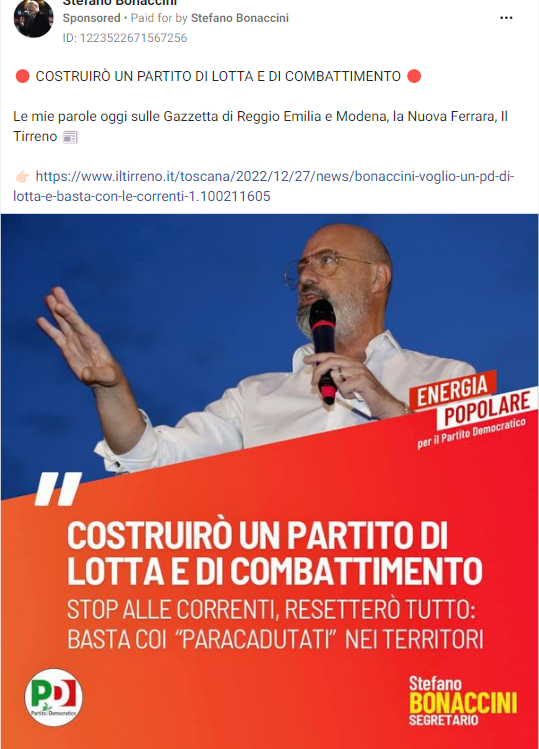 Stefano Bonaccini
Sponsored • Paid for by Stefano Bonaccini
ID: 1223522671567256
🔴 COSTRUIRÒ UN PARTITO DI LOTTA E DI COMBATTIMENTO 🔴
Le mie parole oggi sulle Gazzetta di Reggio Emilia e Modena, la Nuova Ferrara, Il
Tirreno 📰
👉🏻 https://www.iltirreno.it/toscana/2022/12/27/news/bonaccini-voglio-un-pd-di-
lotta-e-basta-con-le-correnti-1.100211605
ENERGIA
POPOLARE
per il Partito Democratico
"
COSTRUIRÒ UN PARTITO DI
LOTTA E DI COMBATTIMENTO
STOP ALLE CORRENTI, RESETTERÒ TUTTO:
BASTA COI “PARACADUTATI” NEI TERRITORI
PD
Partito Democratico
Stefano
BONACCINI
SEGRETARIO